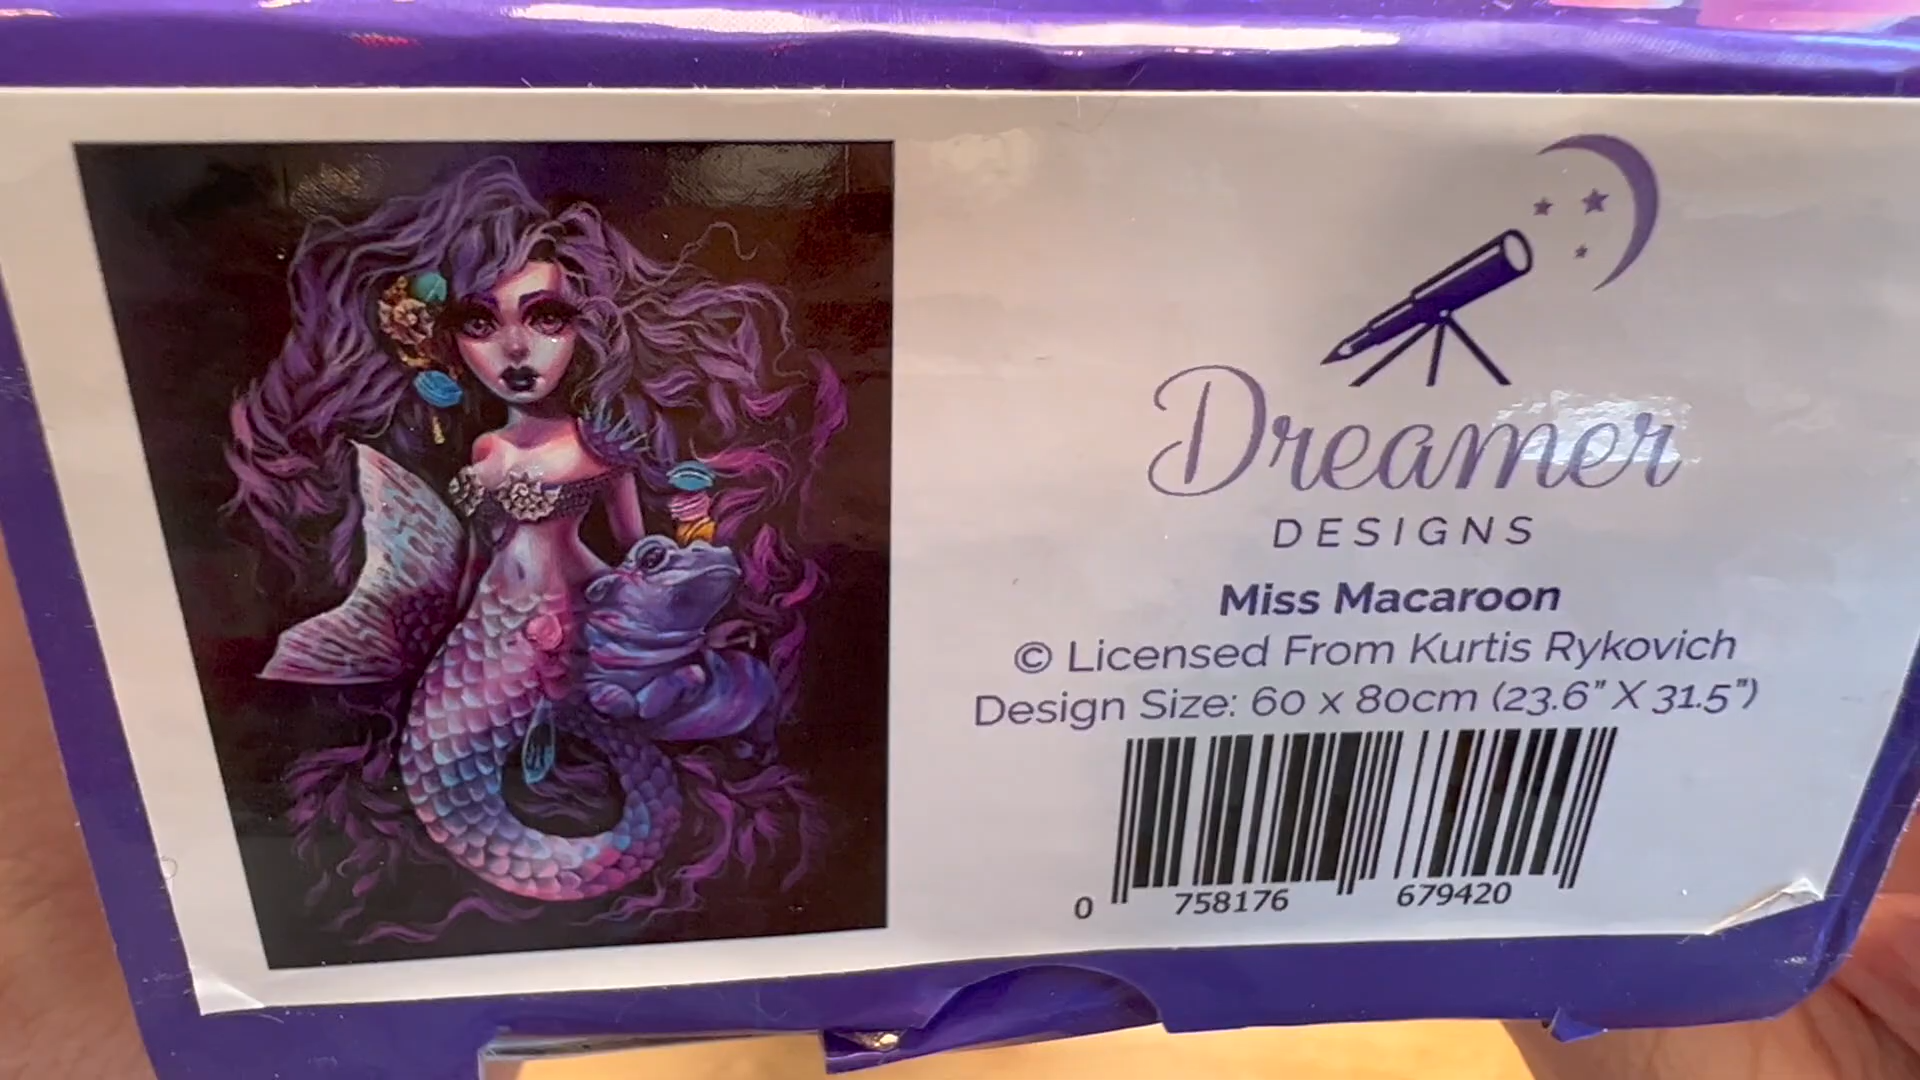 Dreamer
DESIGNS
Miss Macaroon
© Licensed From Kurtis Rykovich
Design Size: 60 x 80cm (23.6” X 31.5”)
0 758176 679420